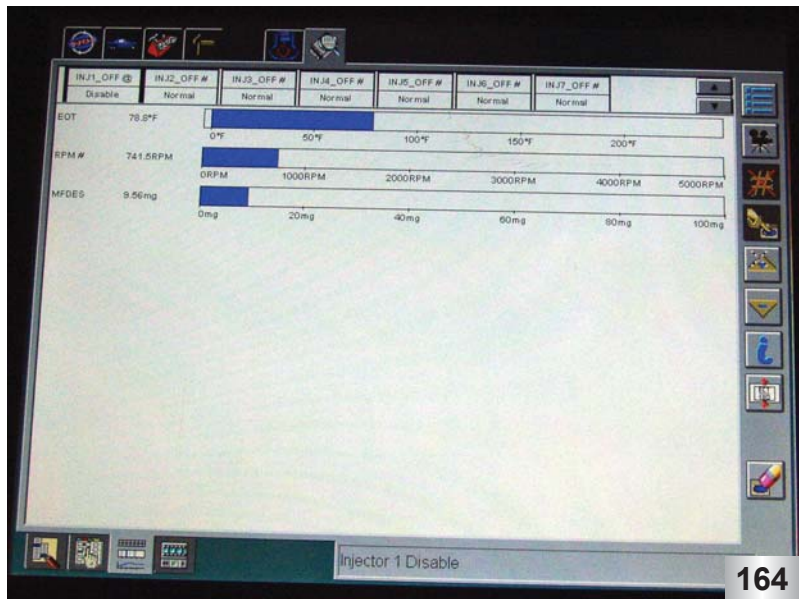 INJ1_OFF @ INJ2_OFF # INJ3_OFF # INJ4_OFF # INJ5_OFF # INJ6_OFF # INJ7_OFF #
Disable Normal Normal Normal Normal Normal Normal
EOT 78.8°F
0°F 50°F 100°F 150°F 200°F
RPM # 741.5RPM
0RPM 1000RPM 2000RPM 3000RPM 4000RPM 5000RPM
MFDES 9.56mg
0mg 20mg 40mg 60mg 80mg 100mg
Injector 1 Disable
164